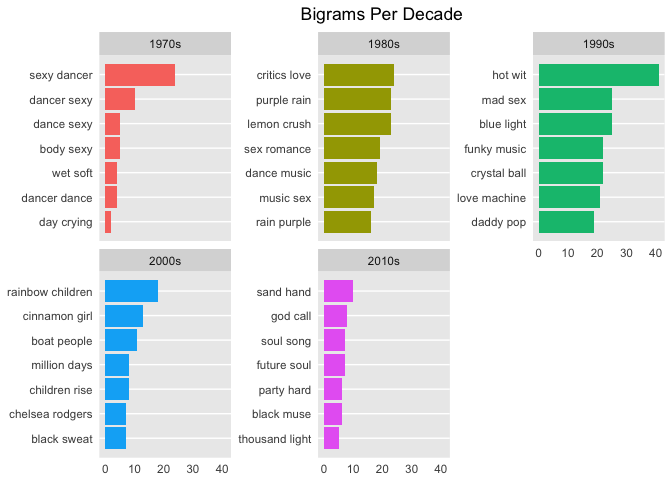 Bigrams Per Decade
1970s
sexy dancer
dancer sexy
dance sexy
body sexy
wet soft
dancer dance
day crying
1980s
critics love
purple rain
lemon crush
sex romance
dance music
music sex
rain purple
1990s
hot wit
mad sex
blue light
funky music
crystal ball
love machine
daddy pop
0 10 20 30 40
2000s
rainbow children
cinnamon girl
boat people
million days
children rise
chelsea rodgers
black sweat
0 10 20 30 40
2010s
sand hand
god call
soul song
future soul
party hard
black muse
thousand light
0 10 20 30 40